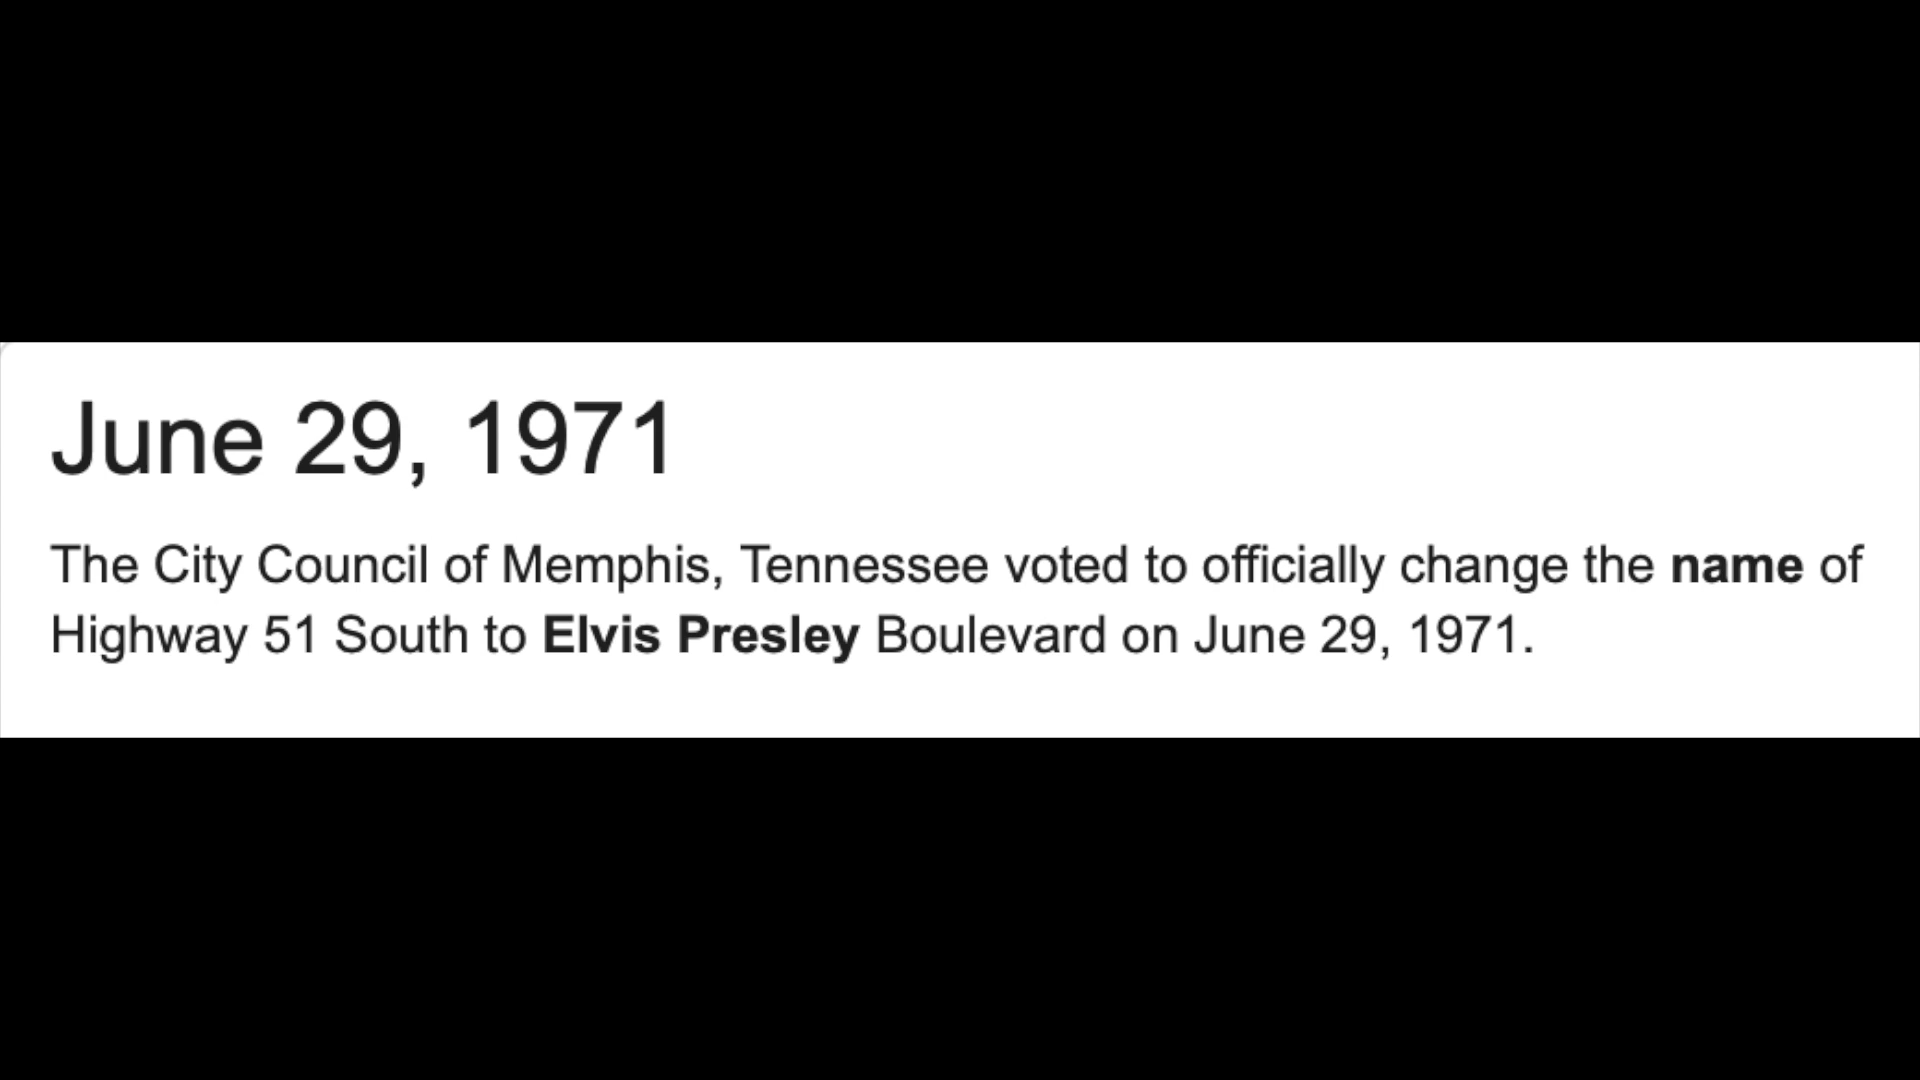 June 29, 1971
The City Council of Memphis, Tennessee voted to officially change the name of
Highway 51 South to Elvis Presley Boulevard on June 29, 1971.